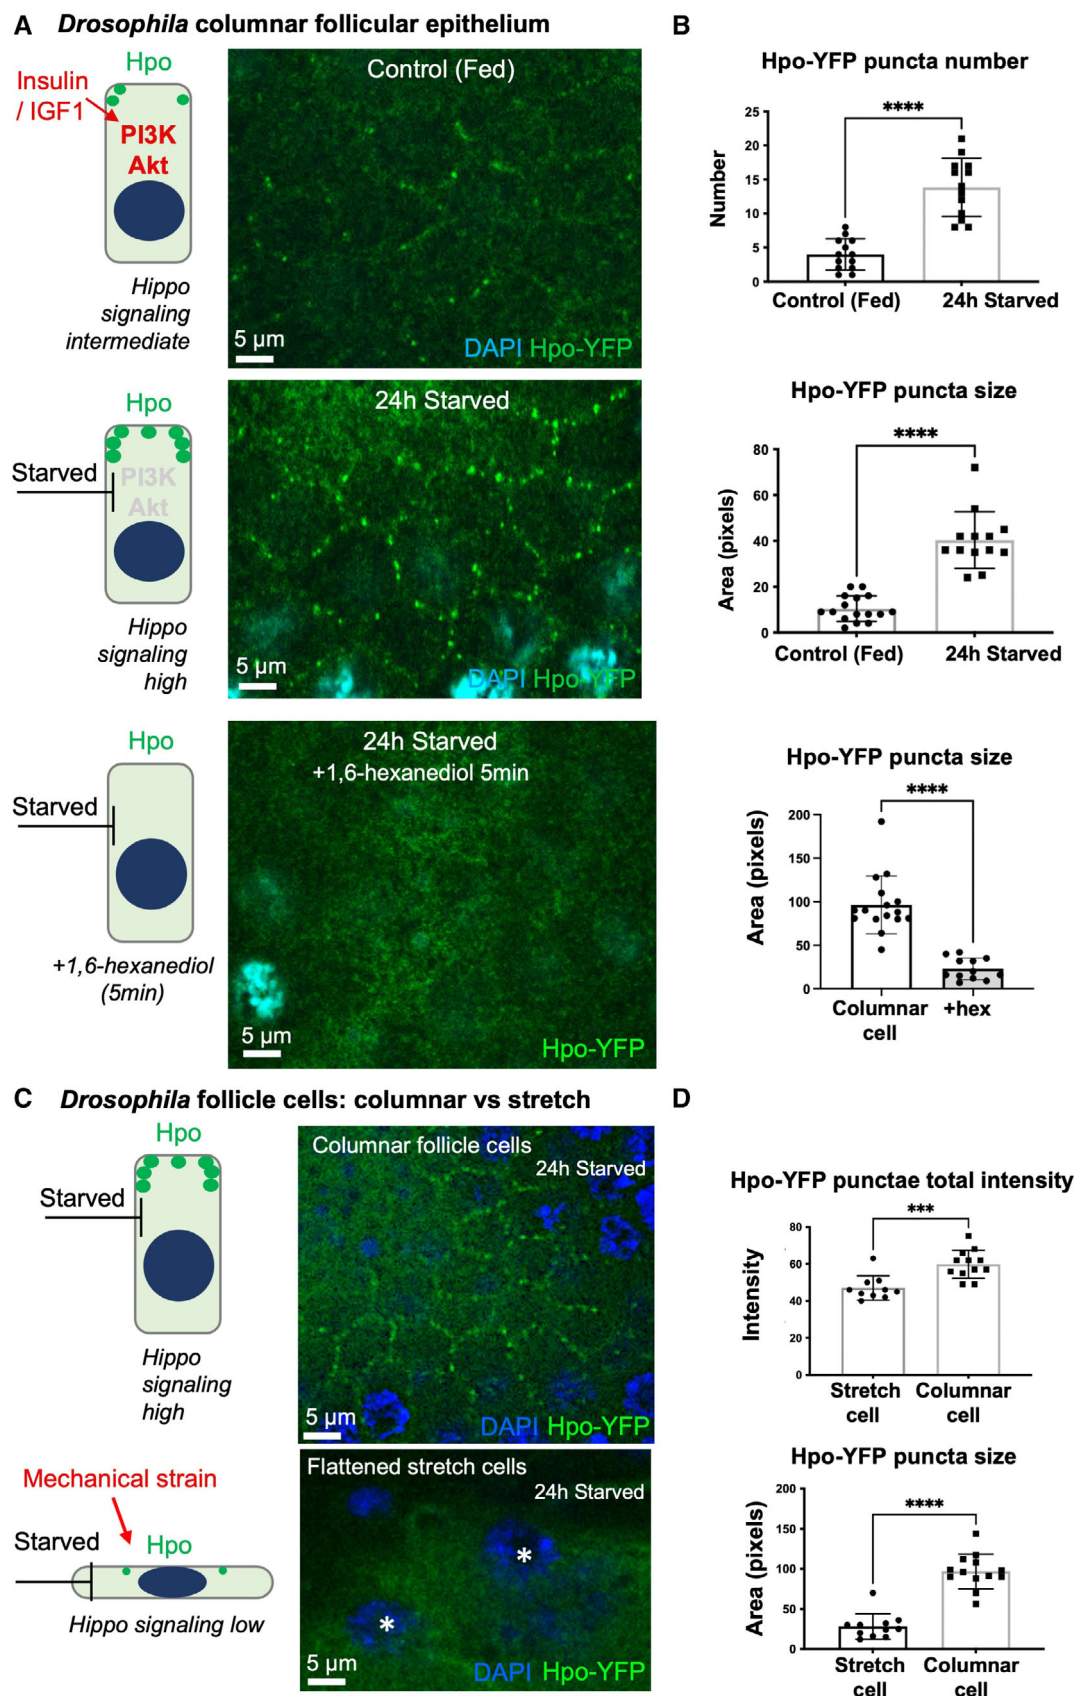 A Drosophila columnar follicular epithelium
Hpo
Insulin
/ IGF1
PI3K
Akt
Hippo
signaling
intermediate
Control (Fed)
5 µm
DAPI Hpo-YFP
Hpo
Starved
PI3K
Akt
Hippo
signaling
high
24h Starved
5 µm
DAPI Hpo-YFP
Hpo
Starved
+1,6-hexanediol
(5min)
24h Starved
+1,6-hexanediol 5min
5 µm
Hpo-YFP
B
Hpo-YFP puncta number
****
Number
25
20
15
10
5
0
Control (Fed) 24h Starved
Hpo-YFP puncta size
****
Area (pixels)
80
60
40
20
0
Control (Fed) 24h Starved
Hpo-YFP puncta size
****
Area (pixels)
200
150
100
50
0
Columnar +hex
cell
C Drosophila follicle cells: columnar vs stretch
Hpo
Starved
Hippo
signaling
high
Columnar follicle cells
24h Starved
5 µm
DAPI Hpo-YFP
Mechanical strain
Starved
Hpo
Hippo signaling low
Flattened stretch cells
24h Starved
*
*
5 µm
DAPI Hpo-YFP
D
Hpo-YFP punctae total intensity
***
Intensity
80
60
40
20
0
Stretch Columnar
cell cell
Hpo-YFP puncta size
****
Area (pixels)
200
150
100
50
0
Stretch Columnar
cell cell